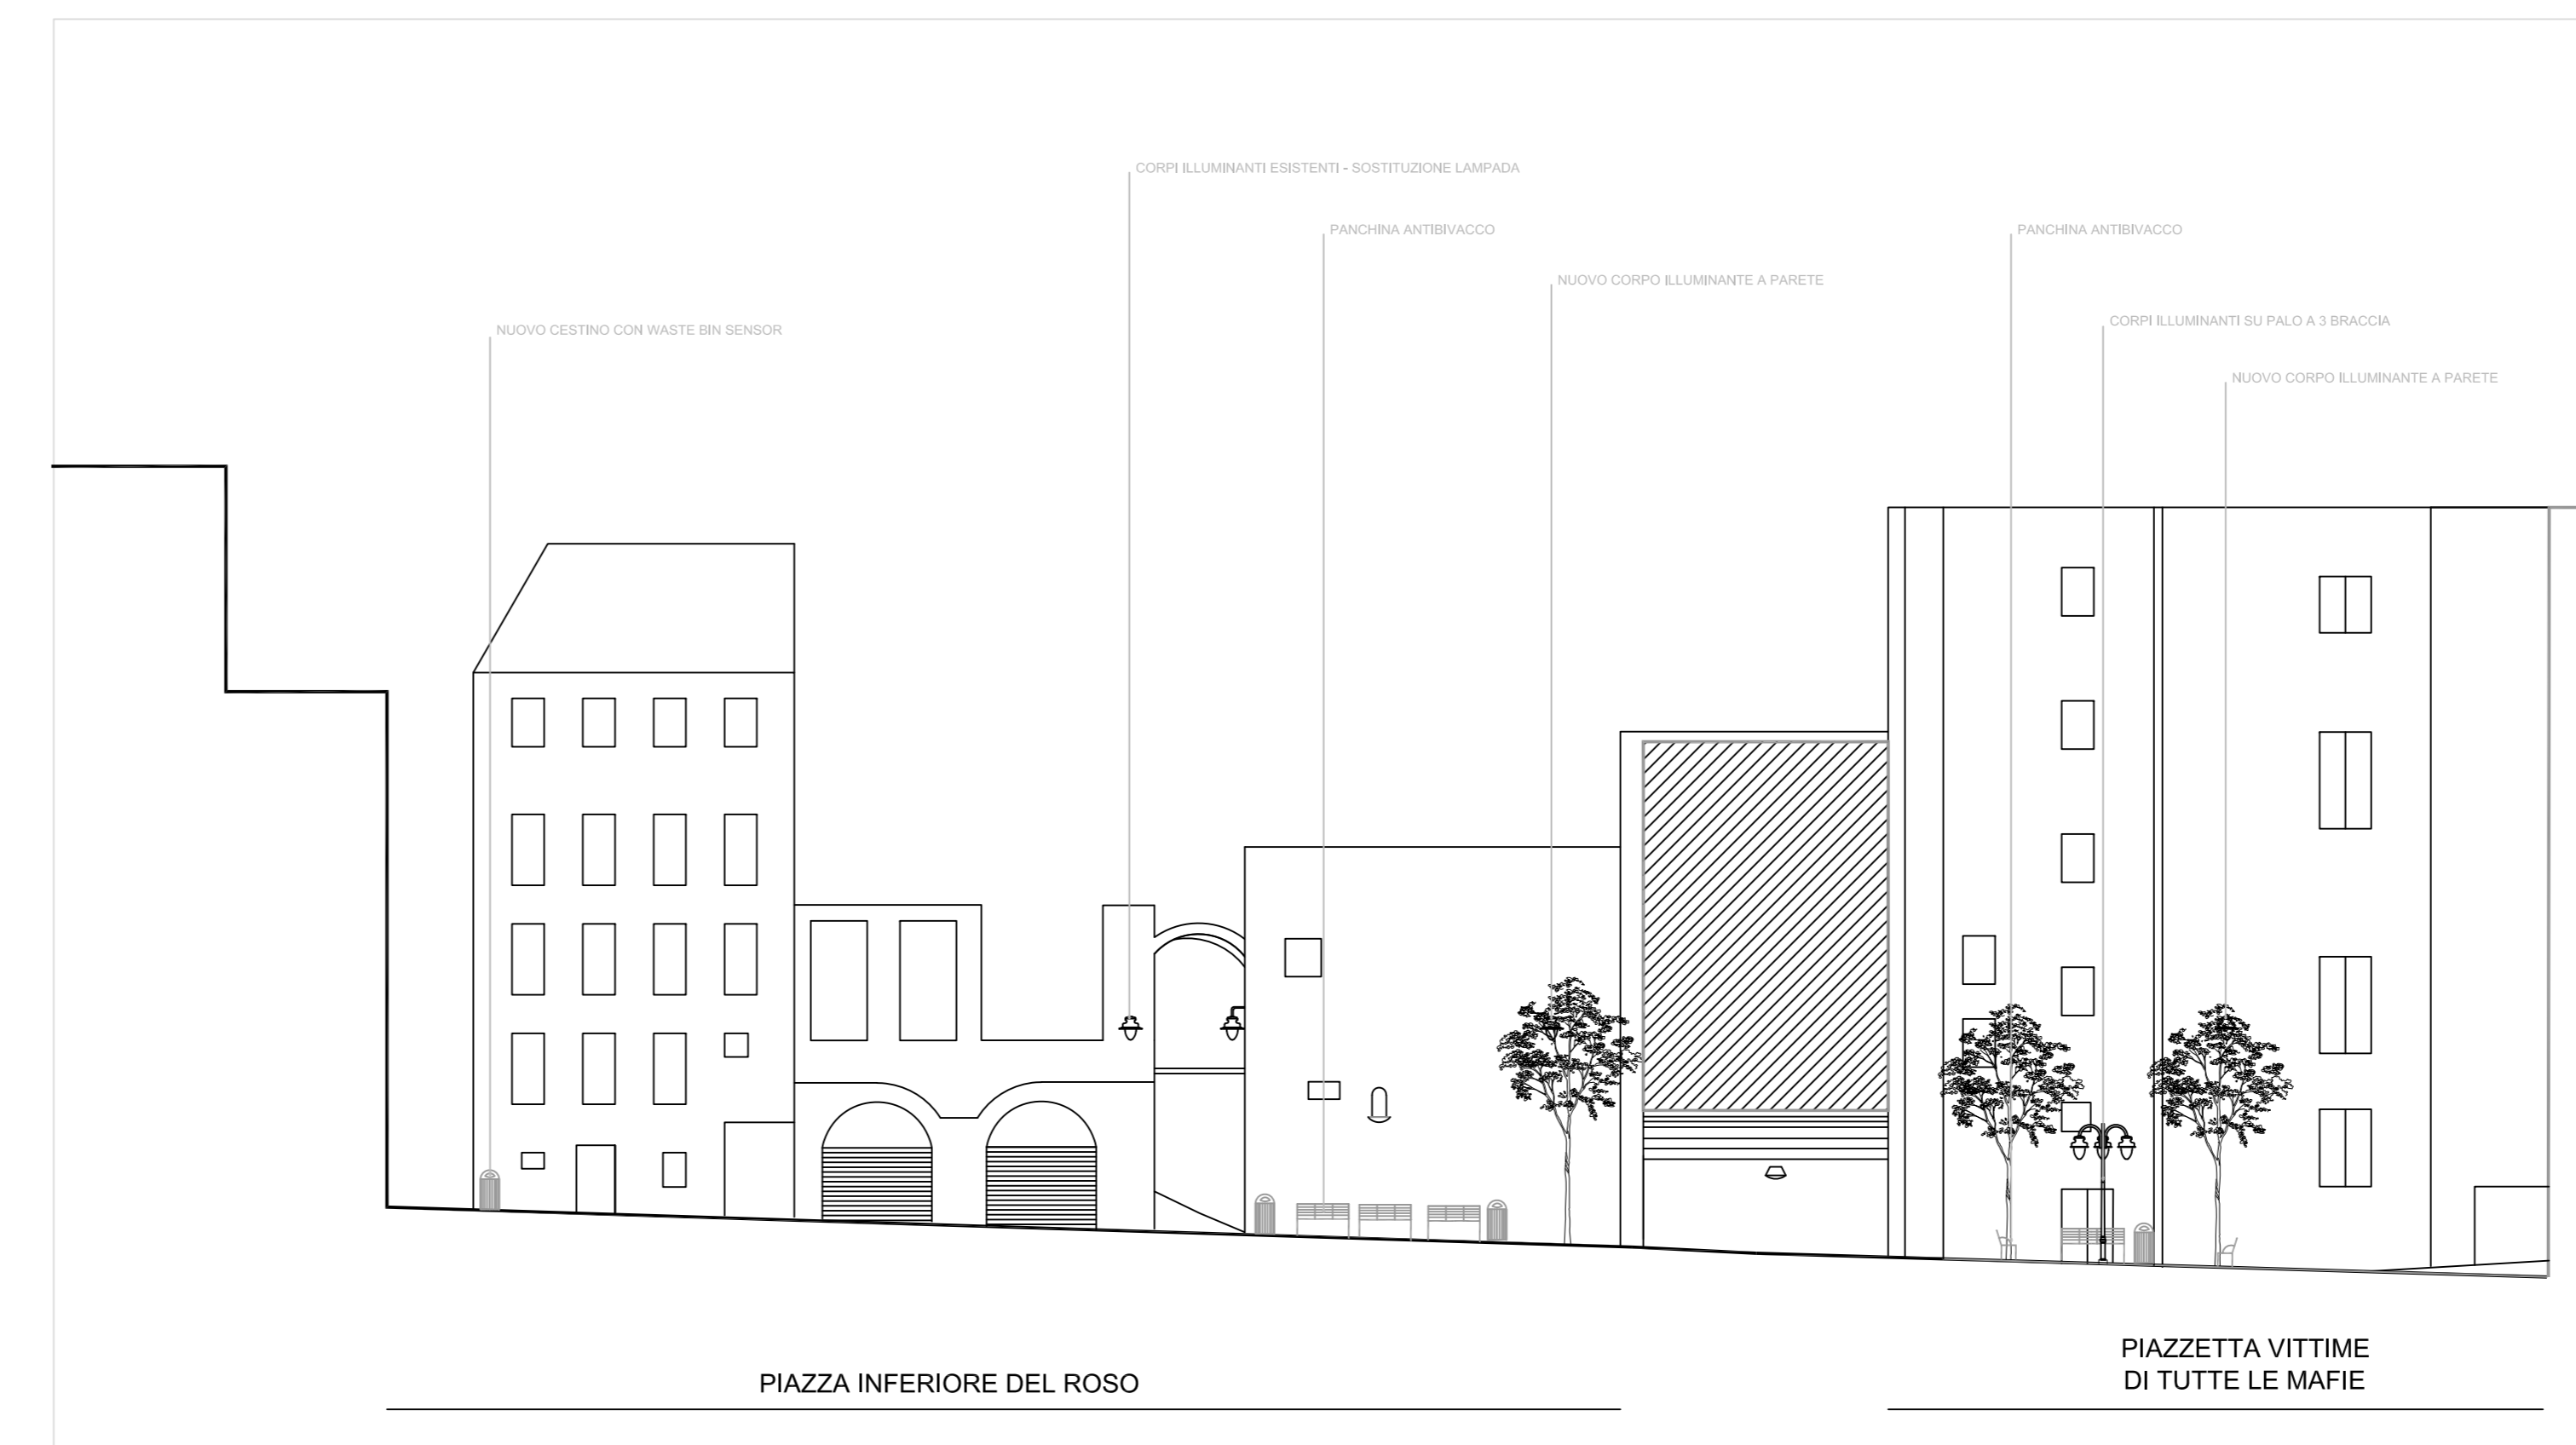 CORPI ILLUMINANTI ESISTENTI - SOSTITUZIONE LAMPADA
PANCHINA ANTIBIVACCO
PANCHINA ANTIBIVACCO
NUOVO CORPO ILLUMINANTE A PARETE
CORPI ILLUMINANTI SU PALO A 3 BRACCIA
NUOVO CESTINO CON WASTE BIN SENSOR
NUOVO CORPO ILLUMINANTE A PARETE
PIAZZA INFERIORE DEL ROSO
PIAZZETTA VITTIME
DI TUTTE LE MAFIE